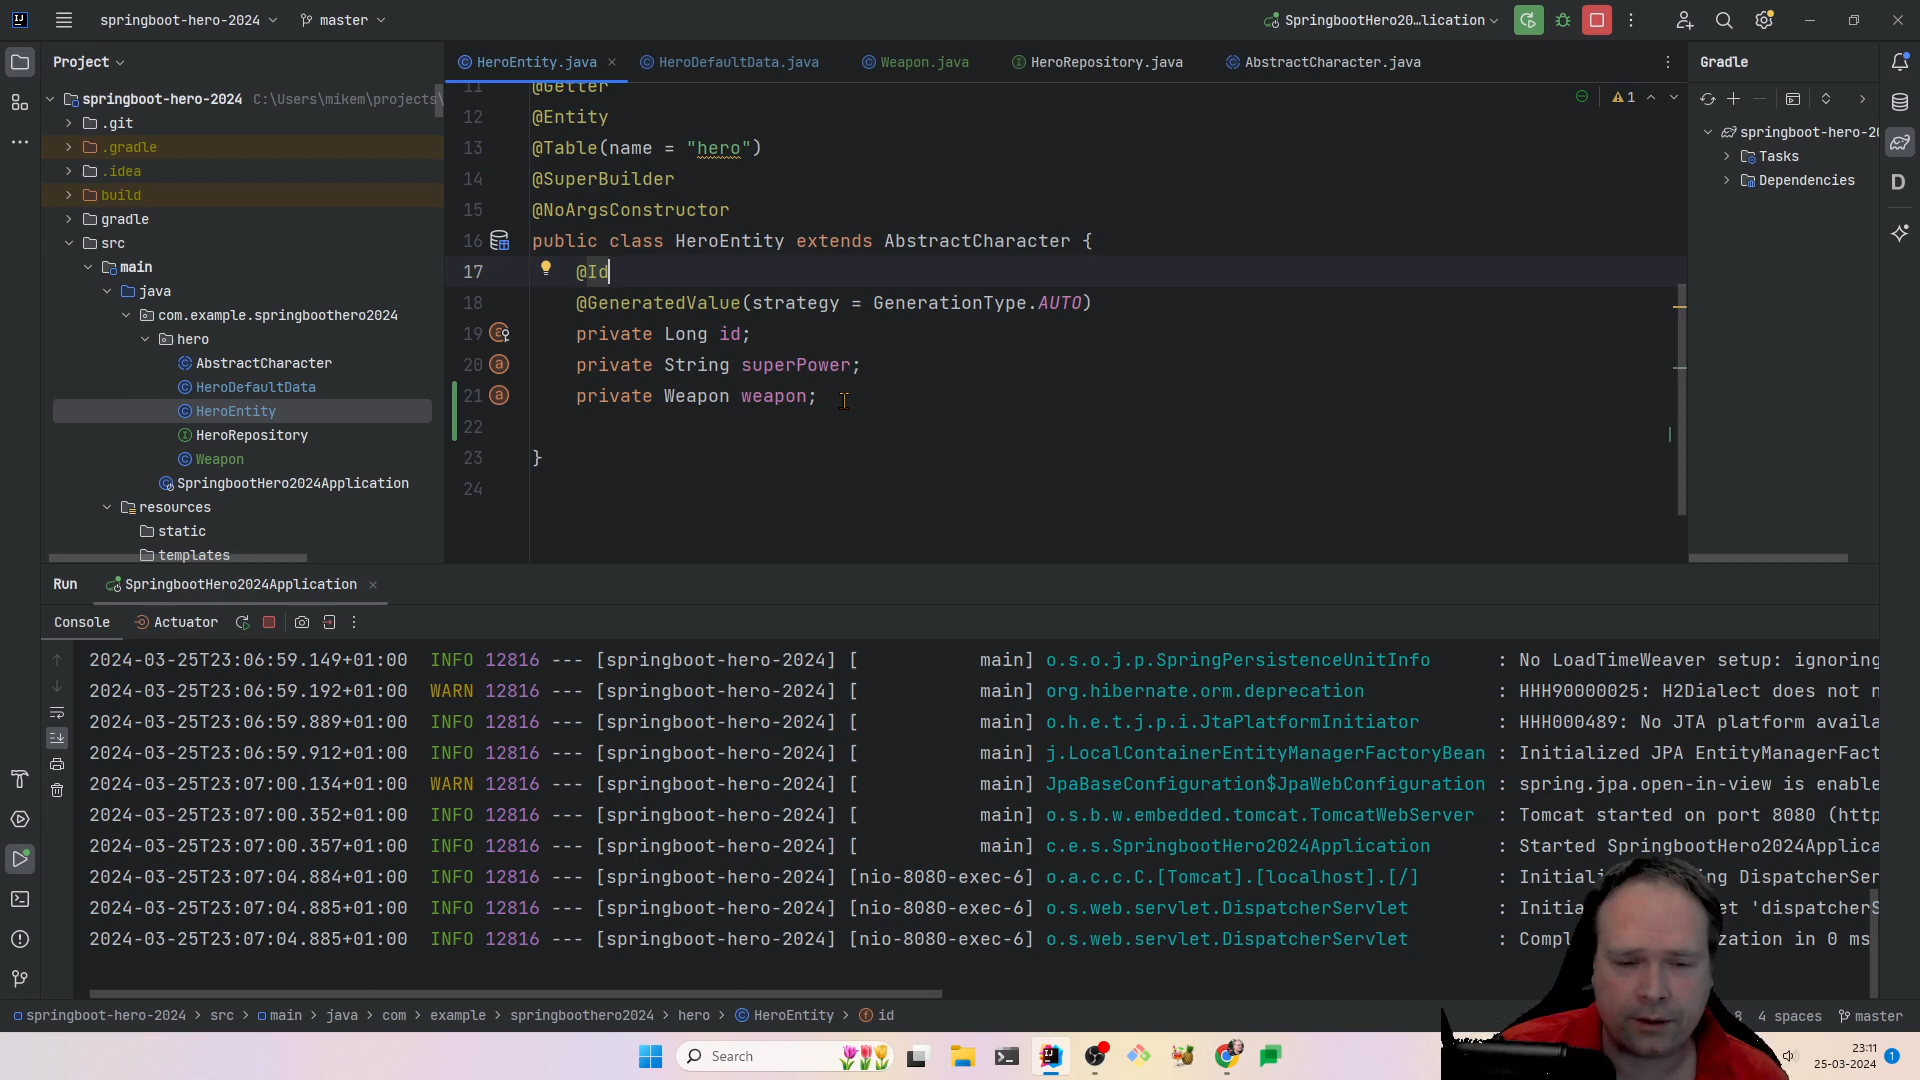 springboot-hero-2024
master
SpringbootHero20...lication
Project
HeroEntity.java
HeroDefaultData.java
Weapon.java
HeroRepository.java
AbstractCharacter.java
Gradle
springboot-hero-2024 C:\Users\mikem\projects\
.git
.gradle
.idea
build
gradle
src
main
java
com.example.springboothero2024
hero
AbstractCharacter
HeroDefaultData
HeroEntity
HeroRepository
Weapon
SpringbootHero2024Application
resources
static
templates
11 @Getter
12 @Entity
13 @Table(name = "hero")
14 @SuperBuilder
15 @NoArgsConstructor
16 public class HeroEntity extends AbstractCharacter {
17 @Id
18 @GeneratedValue(strategy = GenerationType.AUTO)
19 private Long id;
20 private String superPower;
21 private Weapon weapon;
22
23 }
24
1
springboot-hero-20
Tasks
Dependencies
D
Run
SpringbootHero2024Application
Console
Actuator
2024-03-25T23:06:59.149+01:00 INFO 12816 --- [springboot-hero-2024] [ main] o.s.o.j.p.SpringPersistenceUnitInfo : No LoadTimeWeaver setup: ignoring
2024-03-25T23:06:59.192+01:00 WARN 12816 --- [springboot-hero-2024] [ main] org.hibernate.orm.deprecation : HHH90000025: H2Dialect does not n
2024-03-25T23:06:59.889+01:00 INFO 12816 --- [springboot-hero-2024] [ main] o.h.e.t.j.p.i.JtaPlatformInitiator : HHH000489: No JTA platform availa
2024-03-25T23:06:59.912+01:00 INFO 12816 --- [springboot-hero-2024] [ main] j.LocalContainerEntityManagerFactoryBean : Initialized JPA EntityManagerFact
2024-03-25T23:07:00.134+01:00 WARN 12816 --- [springboot-hero-2024] [ main] JpaBaseConfiguration$JpaWebConfiguration : spring.jpa.open-in-view is enable
2024-03-25T23:07:00.352+01:00 INFO 12816 --- [springboot-hero-2024] [ main] o.s.b.w.embedded.tomcat.TomcatWebServer : Tomcat started on port 8080 (http
2024-03-25T23:07:00.357+01:00 INFO 12816 --- [springboot-hero-2024] [ main] c.e.s.SpringbootHero2024Application : Started SpringbootHero2024Applica
2024-03-25T23:07:04.884+01:00 INFO 12816 --- [springboot-hero-2024] [nio-8080-exec-6] o.a.c.c.C.[Tomcat].[localhost].[/] : Initiali ng DispatcherSer
2024-03-25T23:07:04.885+01:00 INFO 12816 --- [springboot-hero-2024] [nio-8080-exec-6] o.s.web.servlet.DispatcherServlet : Initia et 'dispatcherS
2024-03-25T23:07:04.885+01:00 INFO 12816 --- [springboot-hero-2024] [nio-8080-exec-6] o.s.web.servlet.DispatcherServlet : Compl zation in 0 ms
springboot-hero-2024 > src > main > java > com > example > springboothero2024 > hero > HeroEntity > id
8 4 spaces master
Search
23:11
25-03-2024
1